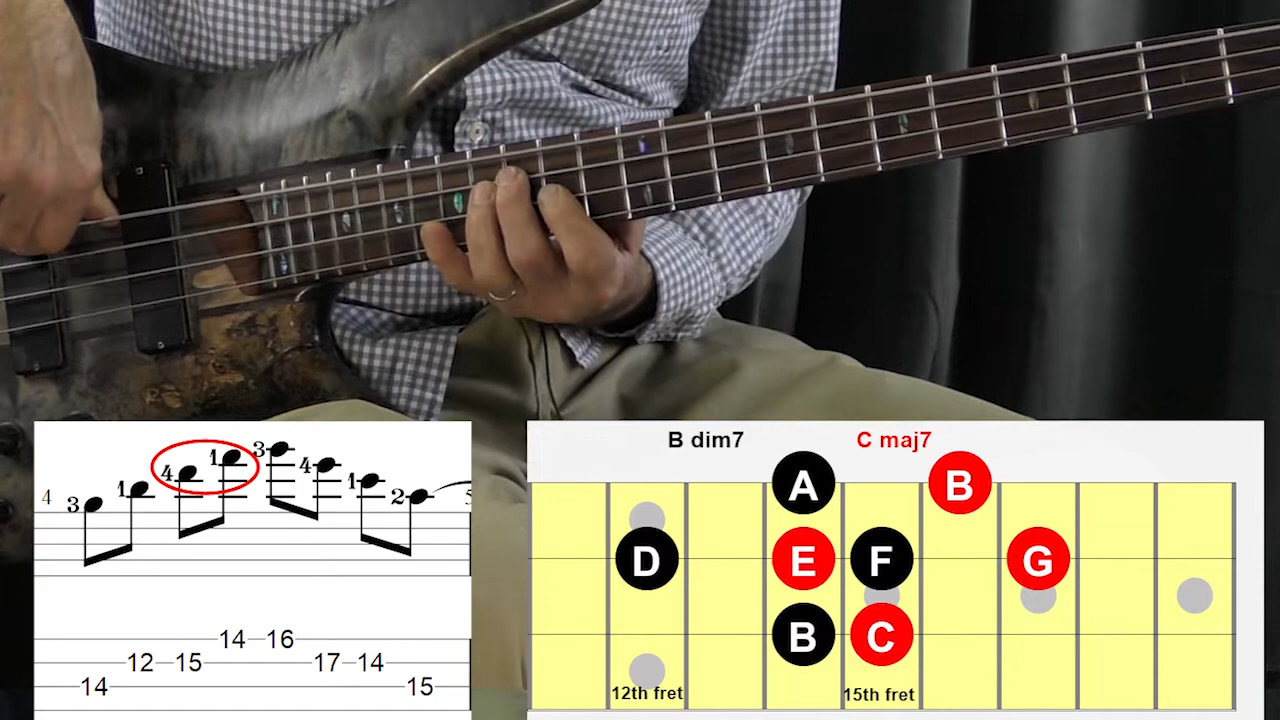 B dim7 C maj7
4 3 1 4 1 3 4 1 2 5
A B
D E F G
B C
12th fret 15th fret
14 16
12 15 17 14
14 15